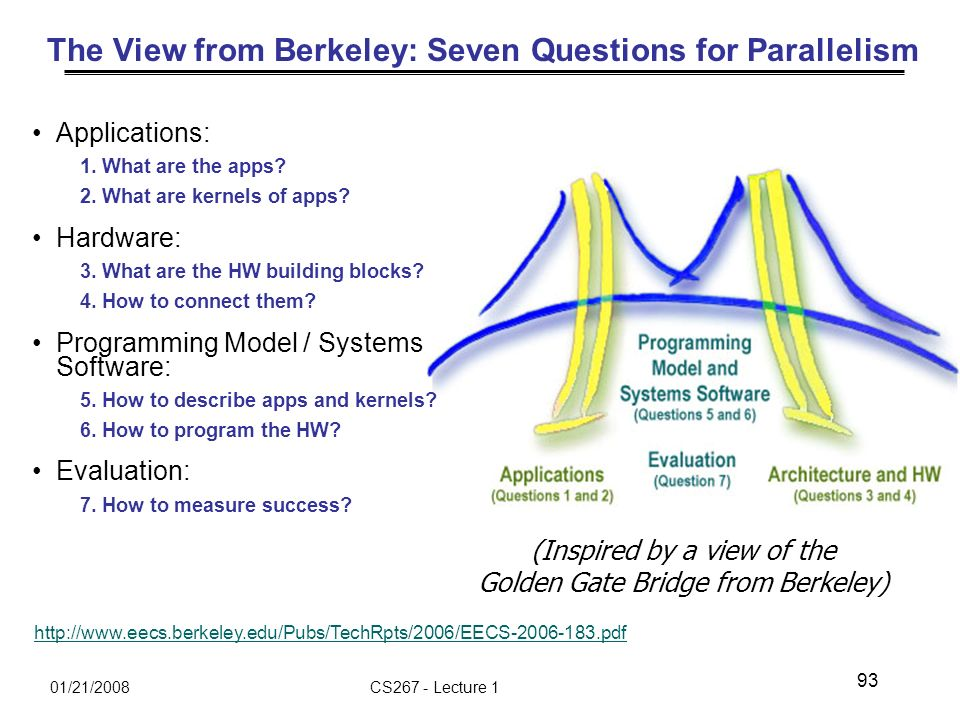 The View from Berkeley: Seven Questions for Parallelism
• Applications:
1. What are the apps?
2. What are kernels of apps?
• Hardware:
3. What are the HW building blocks?
4. How to connect them?
• Programming Model / Systems
Software:
5. How to describe apps and kernels?
6. How to program the HW?
• Evaluation:
7. How to measure success?
Programming
Model and
Systems Software
(Questions 5 and 6)
Applications
(Questions 1 and 2)
Evaluation
(Question 7)
Architecture and HW
(Questions 3 and 4)
(Inspired by a view of the
Golden Gate Bridge from Berkeley)
http://www.eecs.berkeley.edu/Pubs/TechRpts/2006/EECS-2006-183.pdf
01/21/2008
CS267 - Lecture 1
93